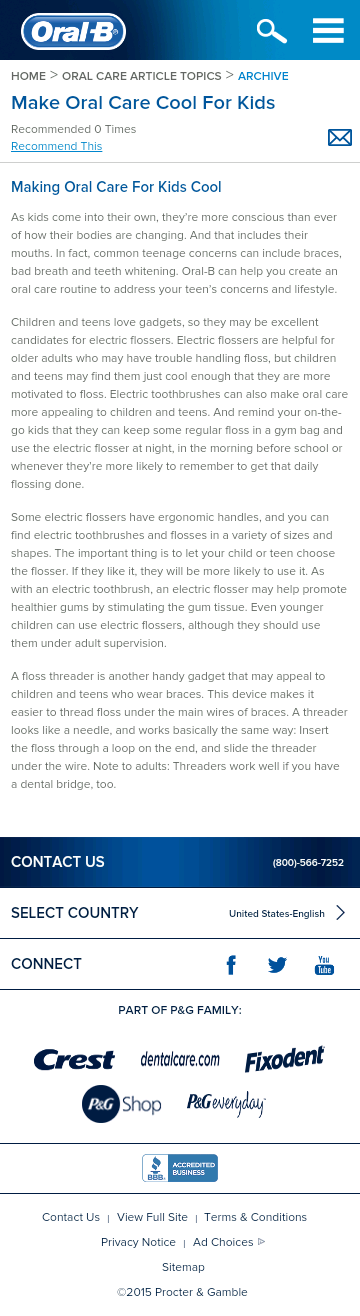 Oral-B®
HOME > ORAL CARE ARTICLE TOPICS > ARCHIVE
Make Oral Care Cool For Kids
Recommended 0 Times
Recommend This
Making Oral Care For Kids Cool
As kids come into their own, they're more conscious than ever
of how their bodies are changing. And that includes their
mouths. In fact, common teenage concerns can include braces,
bad breath and teeth whitening. Oral-B can help you create an
oral care routine to address your teen's concerns and lifestyle.
Children and teens love gadgets, so they may be excellent
candidates for electric flossers. Electric flossers are helpful for
older adults who may have trouble handling floss, but children
and teens may find them just cool enough that they are more
motivated to floss. Electric toothbrushes can also make oral care
more appealing to children and teens. And remind your on-the-
go kids that they can keep some regular floss in a gym bag and
use the electric flosser at night, in the morning before school or
whenever they're more likely to remember to get that daily
flossing done.
Some electric flossers have ergonomic handles, and you can
find electric toothbrushes and flosses in a variety of sizes and
shapes. The important thing is to let your child or teen choose
the flosser. If they like it, they will be more likely to use it. As
with an electric toothbrush, an electric flosser may help promote
healthier gums by stimulating the gum tissue. Even younger
children can use electric flossers, although they should use
them under adult supervision.
A floss threader is another handy gadget that may appeal to
children and teens who wear braces. This device makes it
easier to thread floss under the main wires of braces. A threader
looks like a needle, and works basically the same way: Insert
the floss through a loop on the end, and slide the threader
under the wire. Note to adults: Threaders work well if you have
a dental bridge, too.
CONTACT US (800)-566-7252
SELECT COUNTRY United States-English
CONNECT f You Tube
PART OF P&G FAMILY:
Crest dentalcare.com Fixodent
P&G Shop P&G everyday
BBB ACCREDITED BUSINESS
Contact Us | View Full Site | Terms & Conditions
Privacy Notice | Ad Choices
Sitemap
©2015 Procter & Gamble